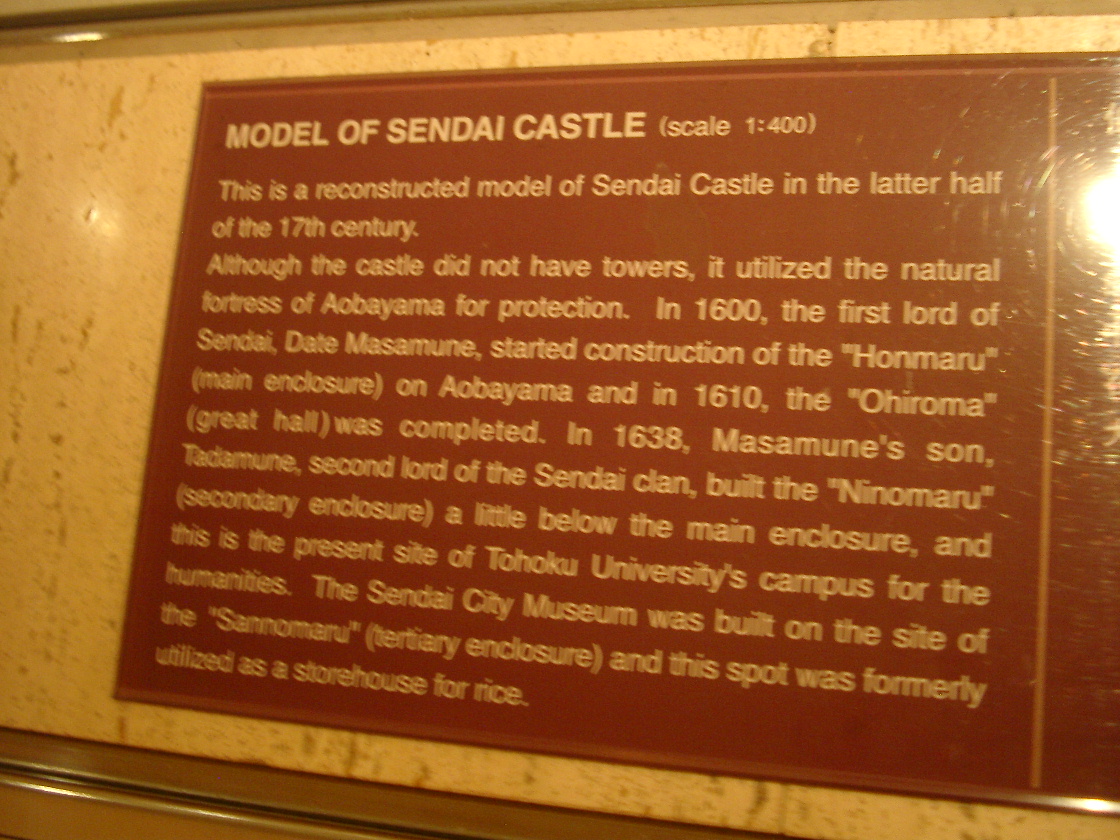 MODEL OF SENDAI CASTLE (scale 1:400)
This is a reconstructed model of Sendai Castle in the latter half
of the 17th century.
Although the castle did not have towers, it utilized the natural
fortress of Aobayama for protection. In 1600, the first lord of
Sendai, Date Masamune, started construction of the "Honmaru"
(main enclosure) on Aobayama and in 1610, the "Ohiroma"
(great hall) was completed. In 1638, Masamune's son,
Tadamune, second lord of the Sendai clan, built the "Ninomaru"
(secondary enclosure) a little below the main enclosure, and
this is the present site of Tohoku University's campus for the
humanities. The Sendai City Museum was built on the site of
the "Sannomaru" (tertiary enclosure) and this spot was formerly
utilized as a storehouse for rice.